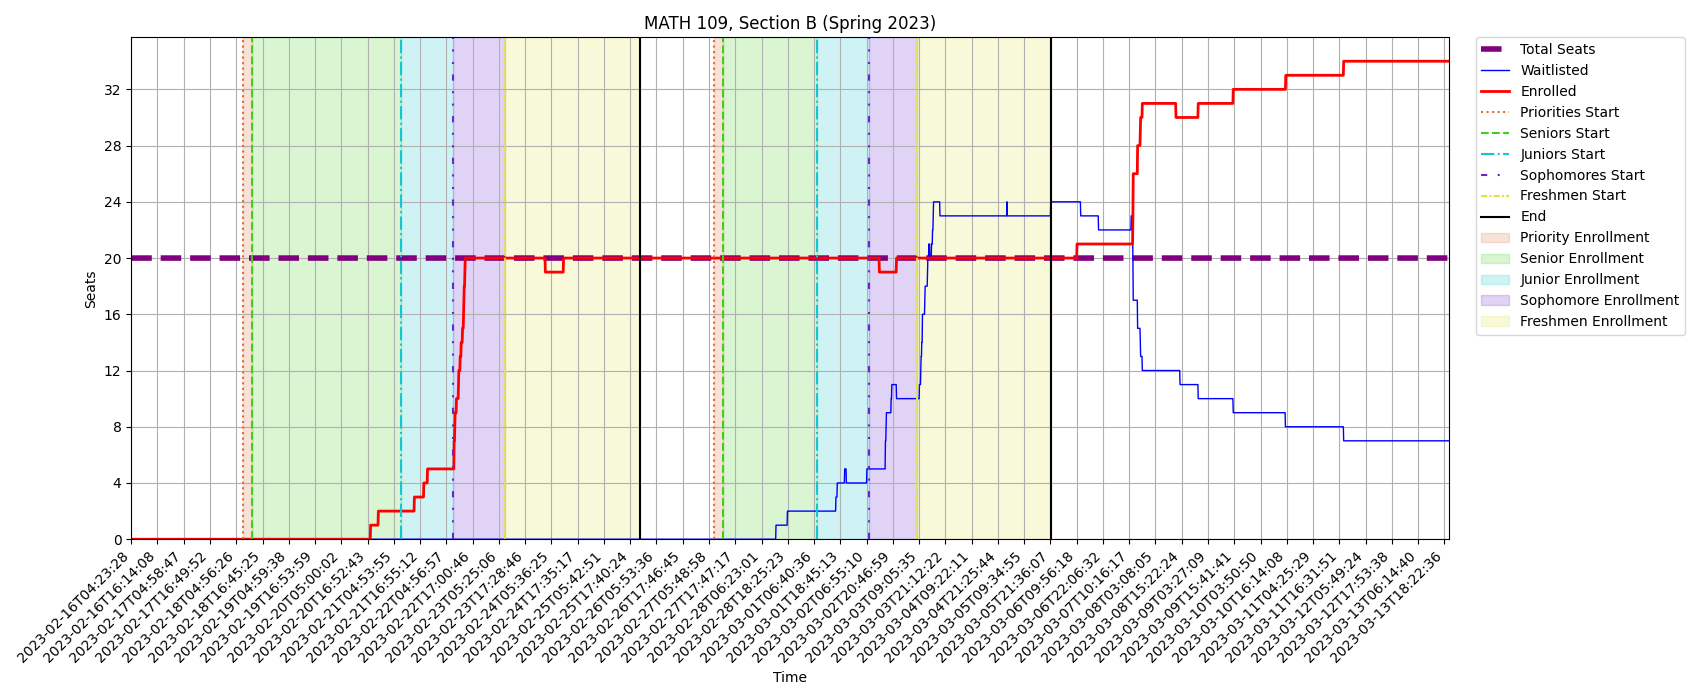 MATH 109, Section B (Spring 2023)
Seats
32
28
24
20
16
12
8
4
0
2023-02-16T04:23:28
2023-02-16T16:14:08
2023-02-17T04:58:47
2023-02-17T16:49:52
2023-02-18T04:56:26
2023-02-18T16:45:25
2023-02-19T04:59:38
2023-02-19T16:53:59
2023-02-20T05:00:02
2023-02-20T16:52:43
2023-02-21T04:53:55
2023-02-21T16:55:12
2023-02-22T04:56:57
2023-02-22T17:00:46
2023-02-23T05:25:06
2023-02-23T17:28:46
2023-02-24T05:36:25
2023-02-24T17:35:17
2023-02-25T05:42:51
2023-02-25T17:40:24
2023-02-26T05:53:36
2023-02-26T17:46:45
2023-02-27T05:48:58
2023-02-27T17:47:17
2023-02-28T06:23:01
2023-02-28T18:25:23
2023-03-01T06:40:36
2023-03-01T18:45:13
2023-03-02T06:55:10
2023-03-02T20:46:59
2023-03-03T09:05:35
2023-03-03T21:12:22
2023-03-04T09:22:11
2023-03-04T21:25:44
2023-03-05T09:34:55
2023-03-05T21:36:07
2023-03-06T09:56:18
2023-03-06T22:06:32
2023-03-07T10:16:17
2023-03-08T03:08:05
2023-03-08T15:22:24
2023-03-09T03:27:09
2023-03-09T15:41:41
2023-03-10T03:50:50
2023-03-10T16:14:08
2023-03-11T04:25:29
2023-03-11T16:31:51
2023-03-12T05:49:24
2023-03-12T17:53:38
2023-03-13T06:14:40
2023-03-13T18:22:36
Time
Total Seats
Waitlisted
Enrolled
Priorities Start
Seniors Start
Juniors Start
Sophomores Start
Freshmen Start
End
Priority Enrollment
Senior Enrollment
Junior Enrollment
Sophomore Enrollment
Freshmen Enrollment